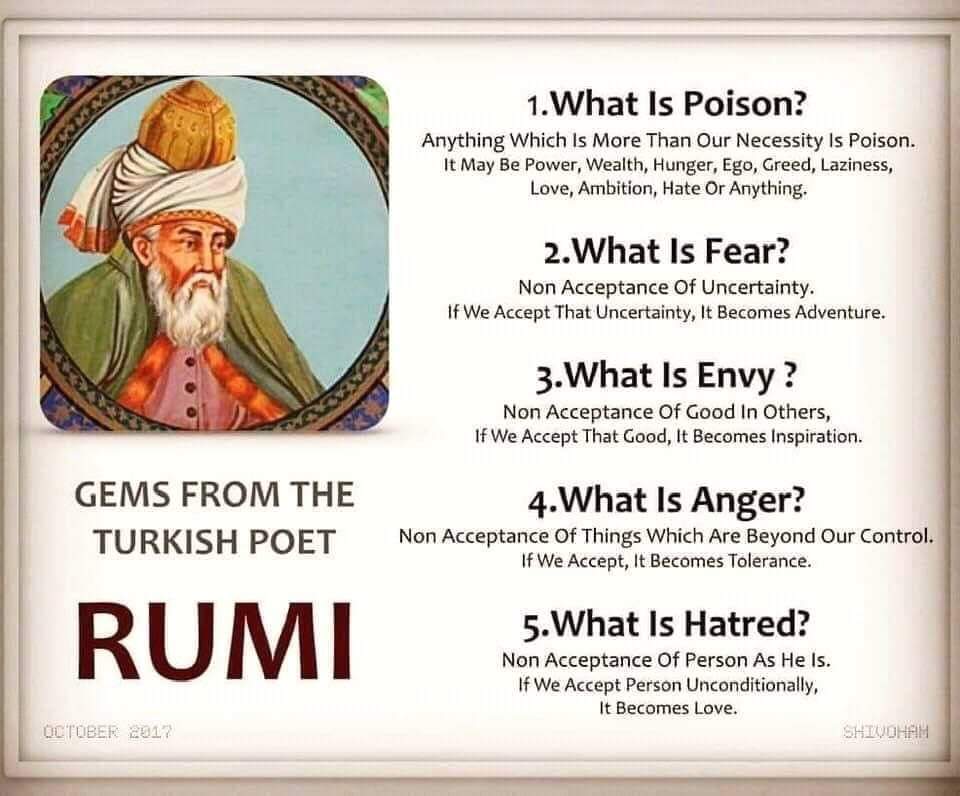 1.What Is Poison?
Anything Which Is More Than Our Necessity Is Poison.
It May Be Power, Wealth, Hunger, Ego, Greed, Laziness,
Love, Ambition, Hate Or Anything.
2.What Is Fear?
Non Acceptance Of Uncertainty.
If We Accept That Uncertainty, It Becomes Adventure.
3.What Is Envy ?
Non Acceptance Of Good In Others,
If We Accept That Good, It Becomes Inspiration.
4.What Is Anger?
Non Acceptance Of Things Which Are Beyond Our Control.
If We Accept, It Becomes Tolerance.
5.What Is Hatred?
Non Acceptance Of Person As He Is.
If We Accept Person Unconditionally,
It Becomes Love.
GEMS FROM THE
TURKISH POET
RUMI
OCTOBER 2017
SHIVOHAM